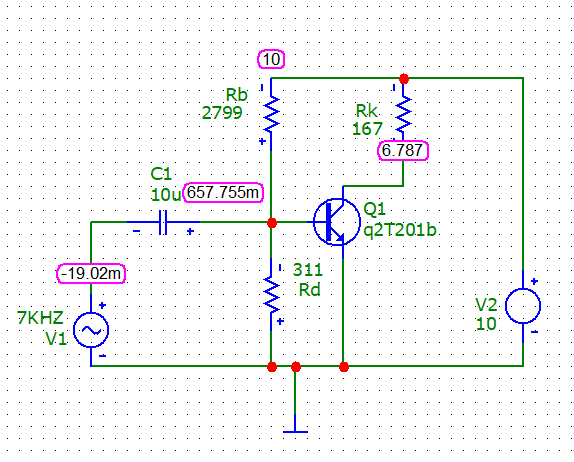 10
Rb
2799
Rk
167
6.787
C1
10u
657.755m
Q1
q2T201b
-19.02m
311
Rd
7KHZ
V1
V2
10